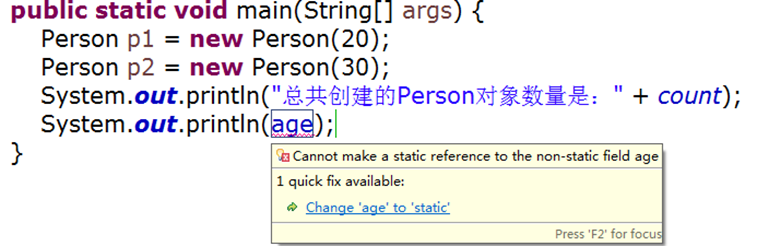 public static void main(String[] args) {
Person p1 = new Person(20);
Person p2 = new Person(30);
System.out.println("总共创建的Person对象数量是：" + count);
System.out.println(age);
}
Cannot make a static reference to the non-static field age
1 quick fix available:
Change 'age' to 'static'
Press 'F2' for focus